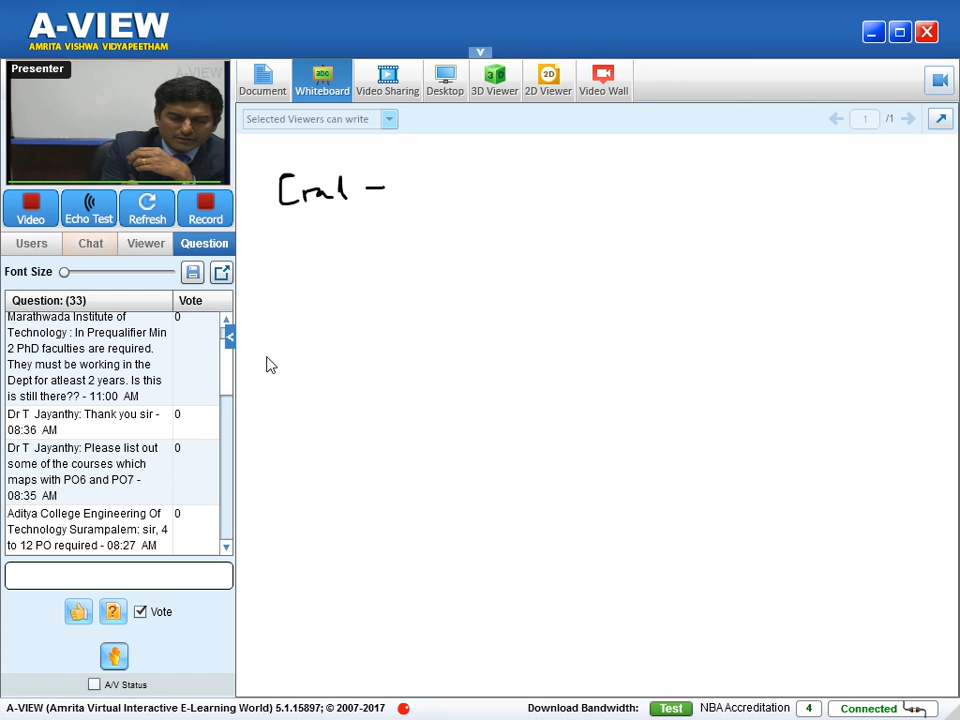 A-VIEW
AMRITA VISHWA VIDYAPEETHAM
v
Presenter
A-VIEW
Document
abc
Whiteboard
Video Sharing
Desktop
3D
3D Viewer
2D
2D Viewer
Video Wall
Selected Viewers can write
1
/1
Video
Echo Test
Refresh
Record
Users
Chat
Viewer
Question
Font Size
Question: (33)
Vote
Marathwada Institute of
Technology : In Prequalifier Min
2 PhD faculties are required.
They must be working in the
Dept for atleast 2 years. Is this
is still there?? - 11:00 AM
0
Dr T Jayanthy: Thank you sir -
08:36 AM
0
Dr T Jayanthy: Please list out
some of the courses which
maps with PO6 and PO7 -
08:35 AM
0
Aditya College Engineering Of
Technology Surampalem: sir, 4
to 12 PO required - 08:27 AM
0
?
Vote
A/V Status
A-VIEW (Amrita Virtual Interactive E-Learning World) 5.1.15897; © 2007-2017
Download Bandwidth:
Test
NBA Accreditation
4
Connected